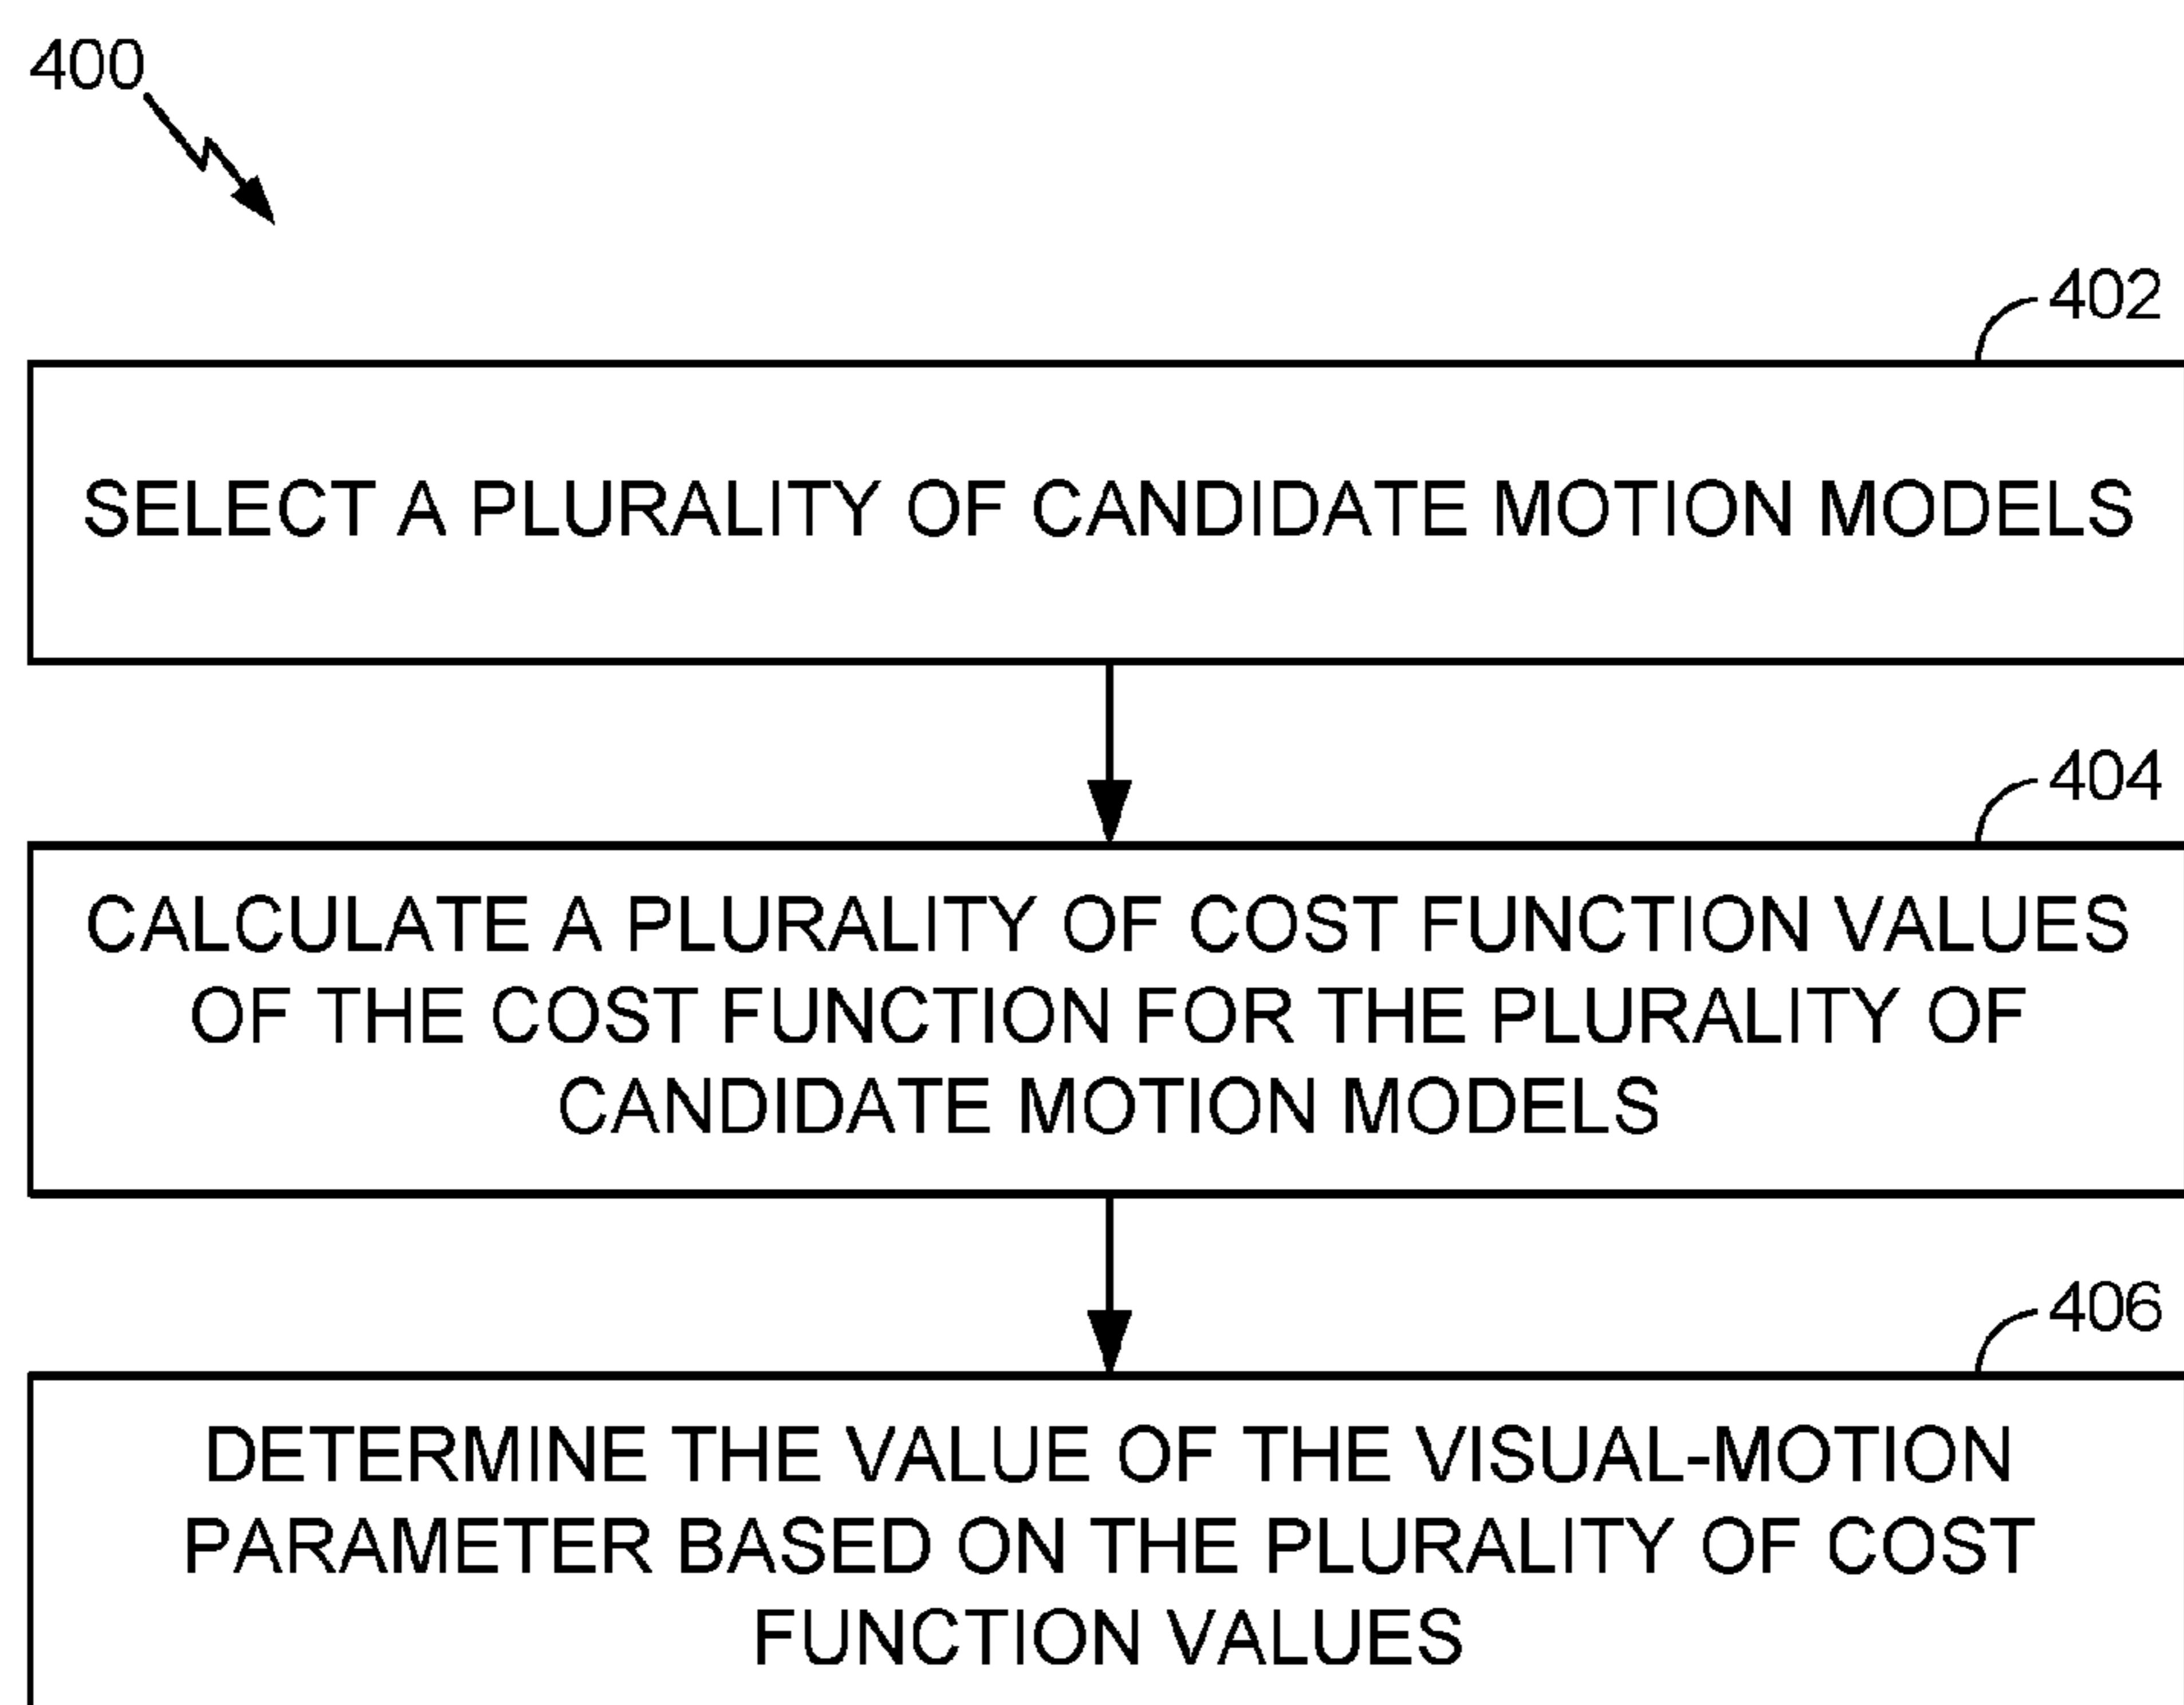 400
402
SELECT A PLURALITY OF CANDIDATE MOTION MODELS
404
CALCULATE A PLURALITY OF COST FUNCTION VALUES
OF THE COST FUNCTION FOR THE PLURALITY OF
CANDIDATE MOTION MODELS
406
DETERMINE THE VALUE OF THE VISUAL-MOTION
PARAMETER BASED ON THE PLURALITY OF COST
FUNCTION VALUES